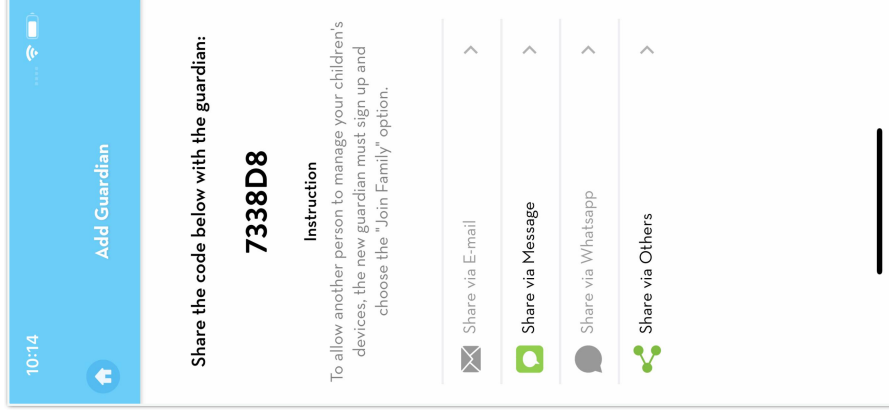 10:14
Add Guardian
Share the code below with the guardian:
7338D8
Instruction
To allow another person to manage your children's
devices, the new guardian must sign up and
choose the "Join Family" option.
Share via E-mail
Share via Message
Share via Whatsapp
Share via Others